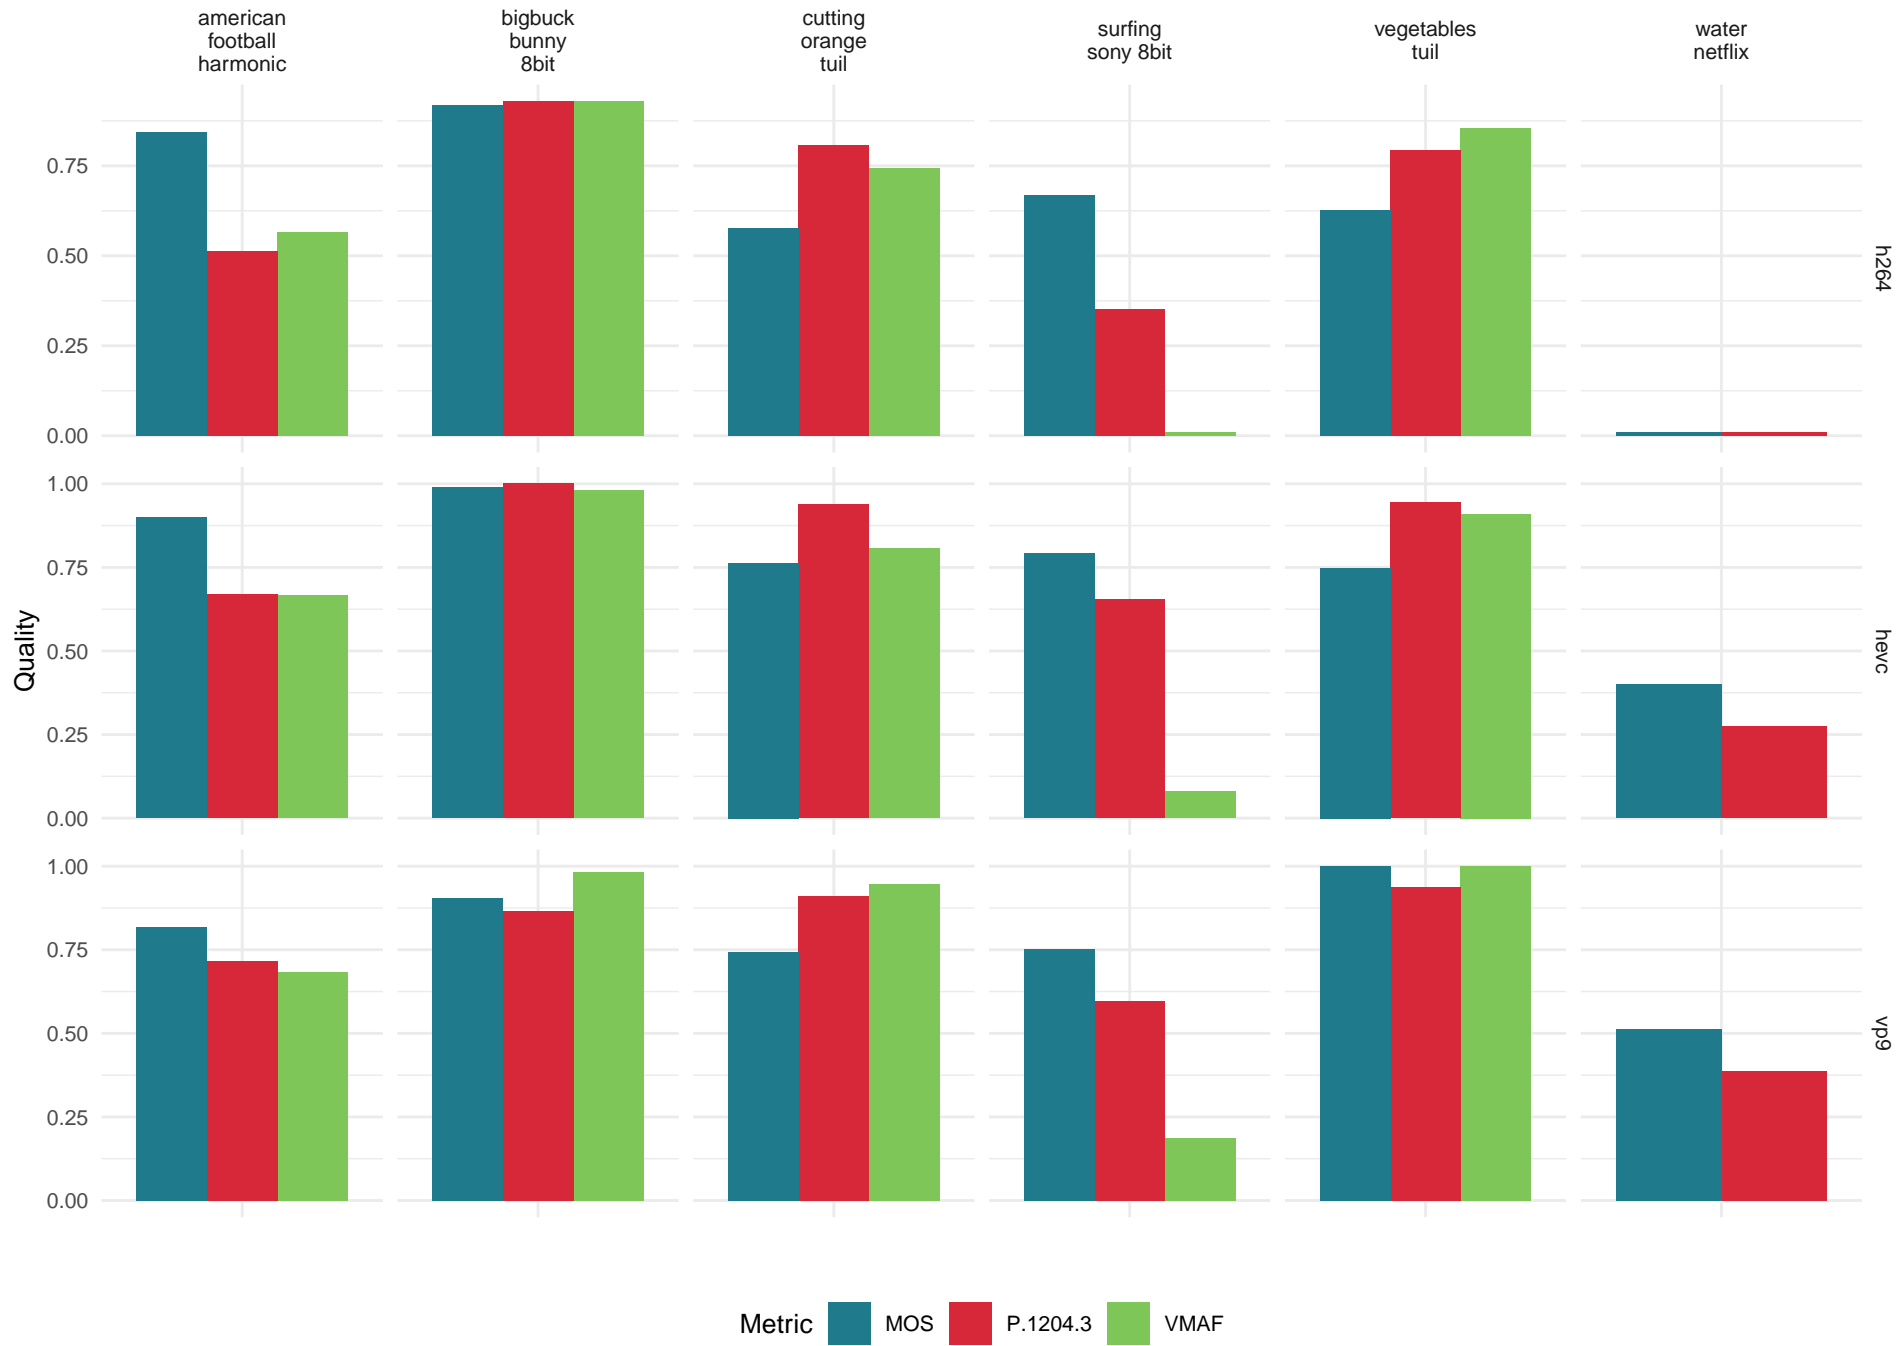 american
football
harmonic
bigbuck
bunny
8bit
cutting
orange
tuil
surfing
sony 8bit
vegetables
tuil
water
netflix
0.75
0.50
0.25
0.00
h264
1.00
0.75
0.50
0.25
0.00
hevc
1.00
0.75
0.50
0.25
0.00
vp9
Quality
Metric MOS P.1204.3 VMAF